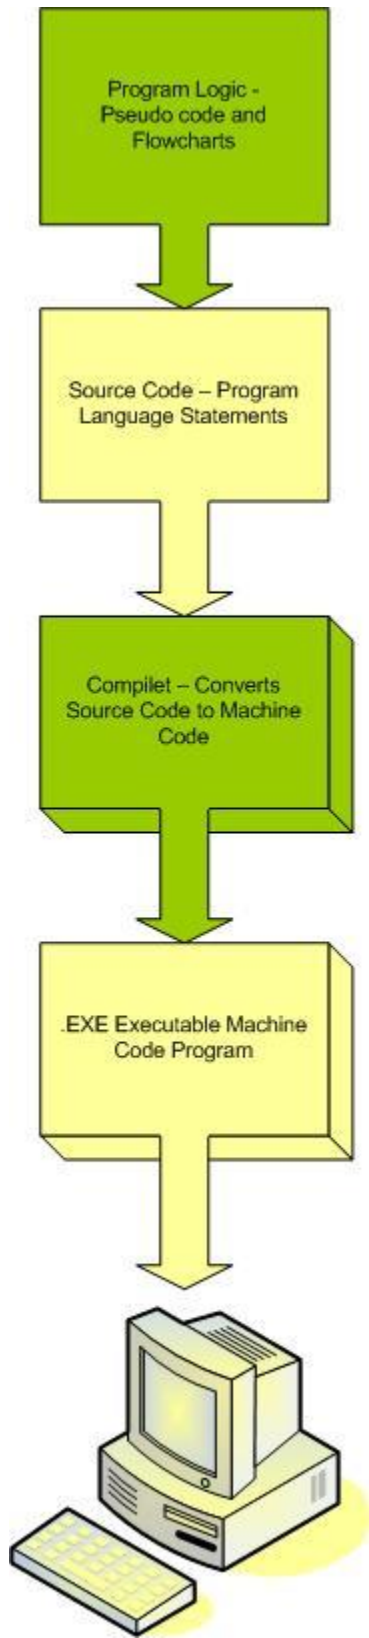 Program Logic -
Pseudo code and
Flowcharts
Source Code – Program
Language Statements
Compilet – Converts
Source Code to Machine
Code
.EXE Executable Machine
Code Program